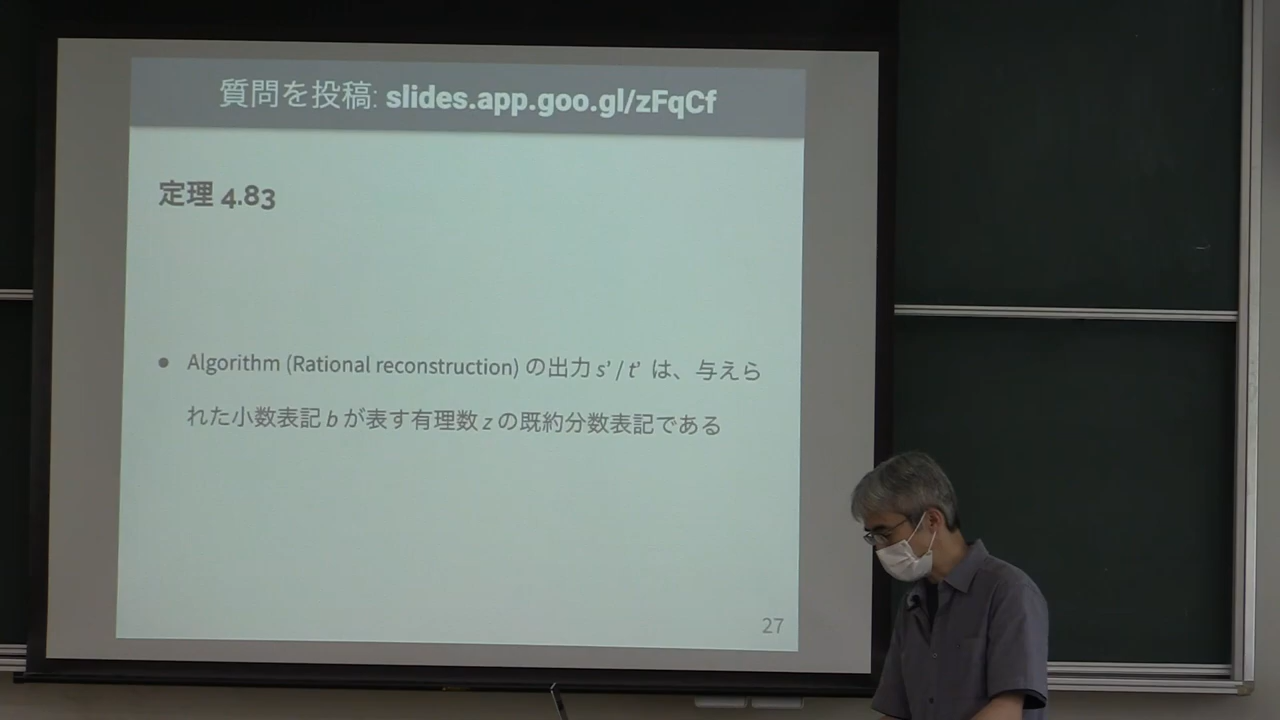 質問を投稿: slides.app.goo.gl/zFqCf
定理 4.83
• Algorithm (Rational reconstruction) の出力 s' / t' は、与えら
れた小数表記 b が表す有理数 z の既約分数表記である
27